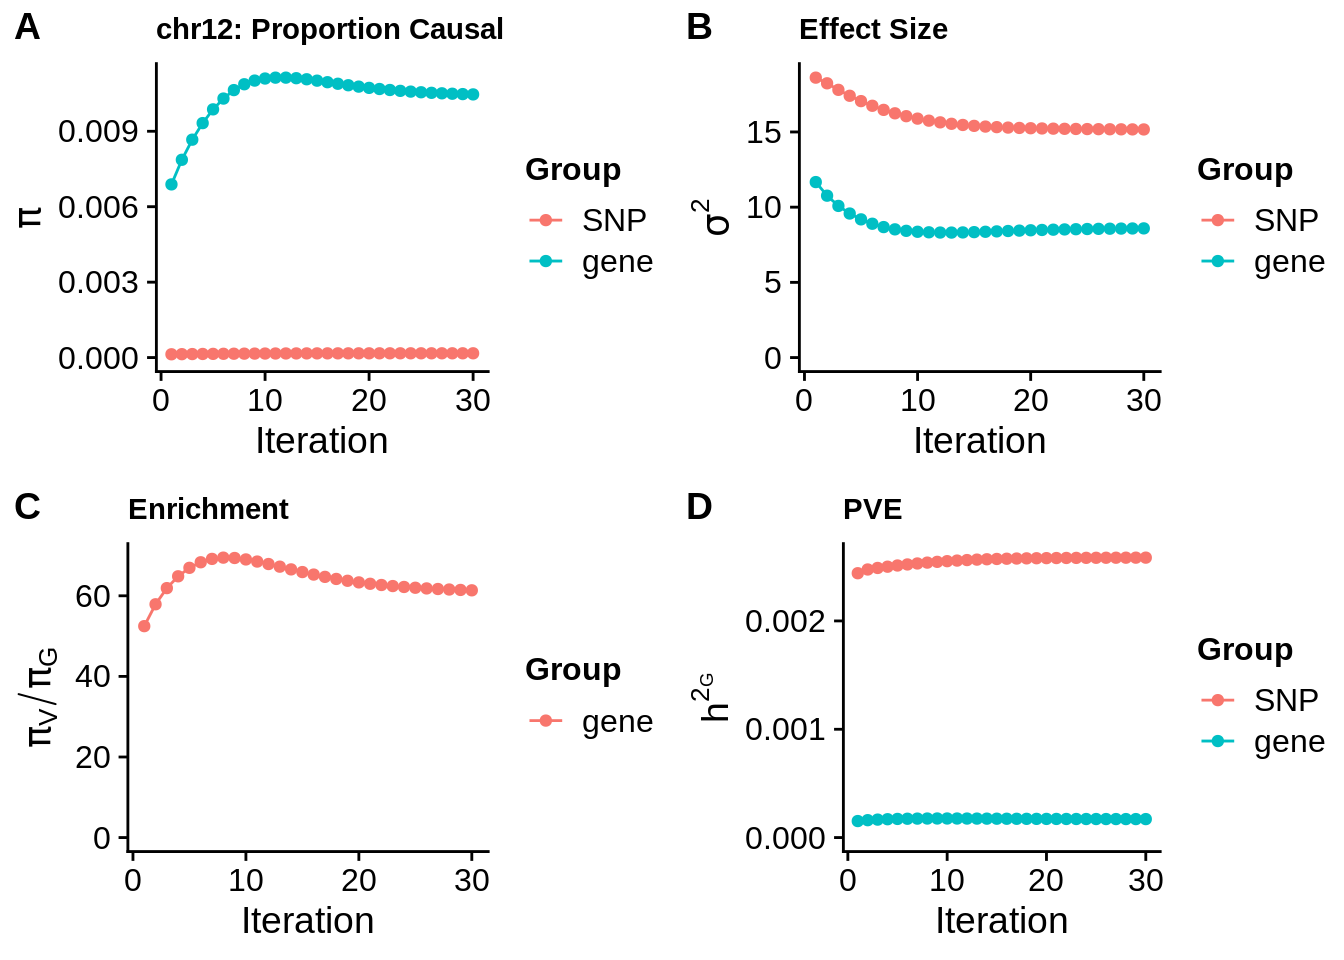 A
chr12: Proportion Causal
π
0.009
0.006
0.003
0.000
0 10 20 30
Iteration
Group
SNP
gene
B
Effect Size
σ²
15
10
5
0
0 10 20 30
Iteration
Group
SNP
gene
C
Enrichment
πV/πG
60
40
20
0
0 10 20 30
Iteration
Group
gene
D
PVE
h²G
0.002
0.001
0.000
0 10 20 30
Iteration
Group
SNP
gene